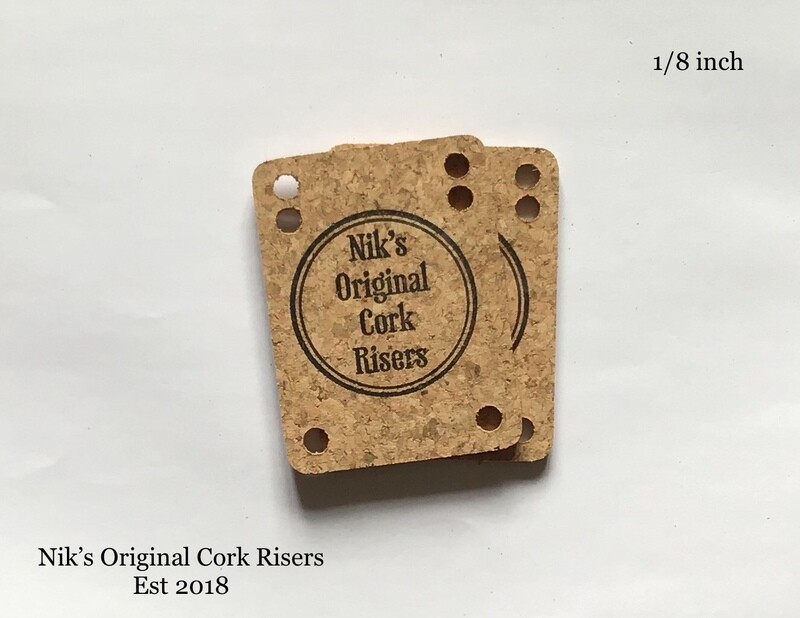 1/8 inch
Nik's
Original
Cork
Risers
Nik's Original Cork Risers
Est 2018